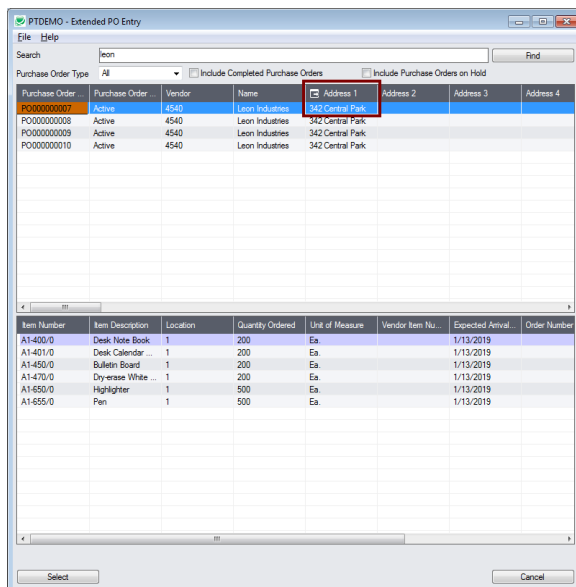 PTDEMO - Extended PO Entry
File Help
Search leon Find
Purchase Order Type All Include Completed Purchase Orders Include Purchase Orders on Hold
Purchase Order ... Purchase Order ... Vendor Name Address 1 Address 2 Address 3 Address 4
PO000000007 Active 4540 Leon Industries 342 Central Park
PO000000008 Active 4540 Leon Industries 342 Central Park
PO000000009 Active 4540 Leon Industries 342 Central Park
PO000000010 Active 4540 Leon Industries 342 Central Park
Item Number Item Description Location Quantity Ordered Unit of Measure Vendor Item Nu... Expected Arrival... Order Number
A1-400/0 Desk Note Book 1 200 Ea. 1/13/2019
A1-401/0 Desk Calendar ... 1 200 Ea. 1/13/2019
A1-450/0 Bulletin Board 1 200 Ea. 1/13/2019
A1-470/0 Dry-erase White ... 1 200 Ea. 1/13/2019
A1-650/0 Highlighter 1 500 Ea. 1/13/2019
A1-655/0 Pen 1 500 Ea. 1/13/2019
Select Cancel